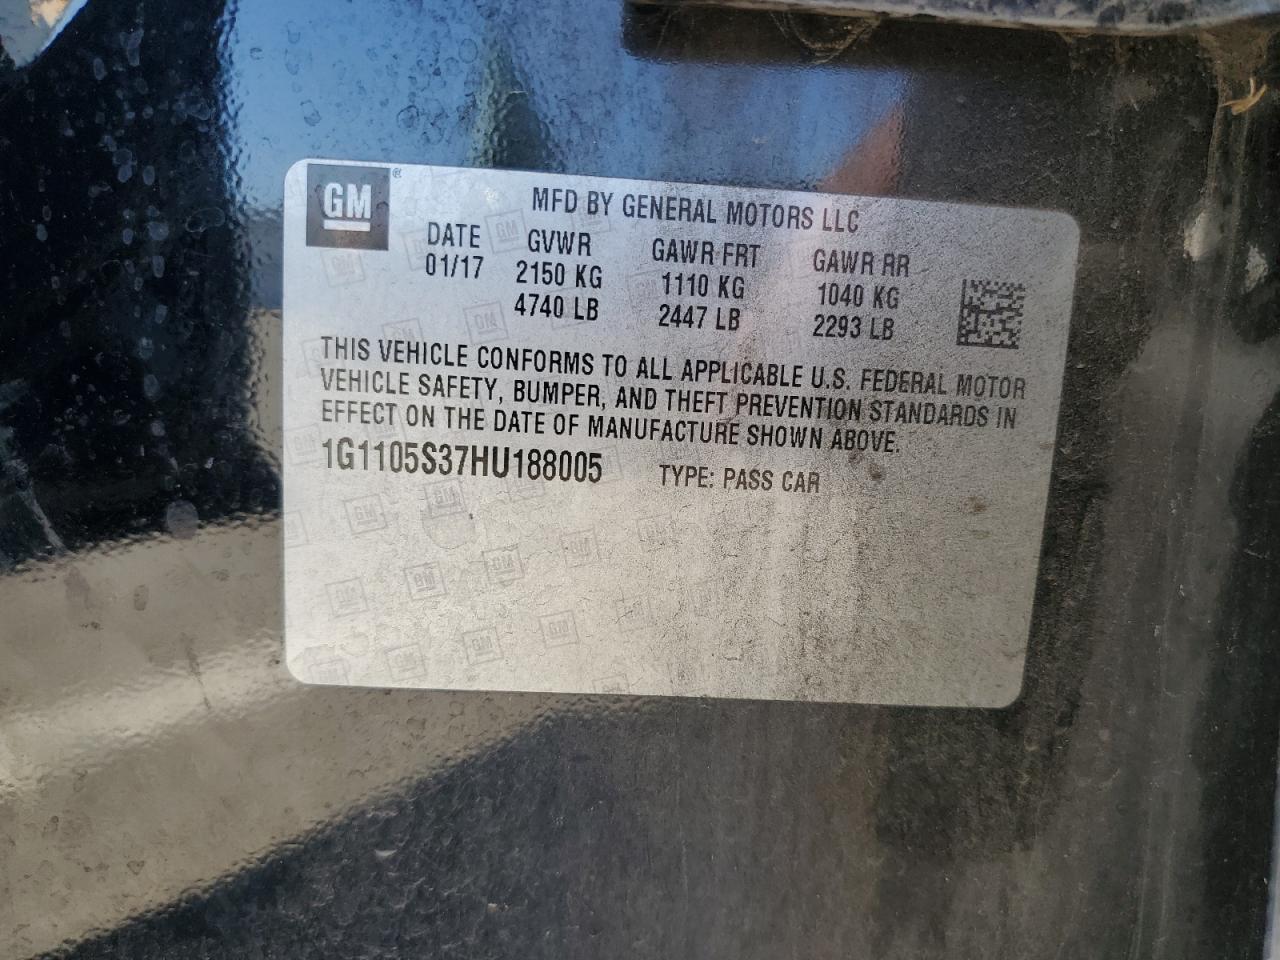 GM®
MFD BY GENERAL MOTORS LLC
DATE GVWR GAWR FRT GAWR RR
01/17 2150 KG 1110 KG 1040 KG
4740 LB 2447 LB 2293 LB
THIS VEHICLE CONFORMS TO ALL APPLICABLE U.S. FEDERAL MOTOR
VEHICLE SAFETY, BUMPER, AND THEFT PREVENTION STANDARDS IN
EFFECT ON THE DATE OF MANUFACTURE SHOWN ABOVE.
1G1105S37HU188005 TYPE: PASS CAR